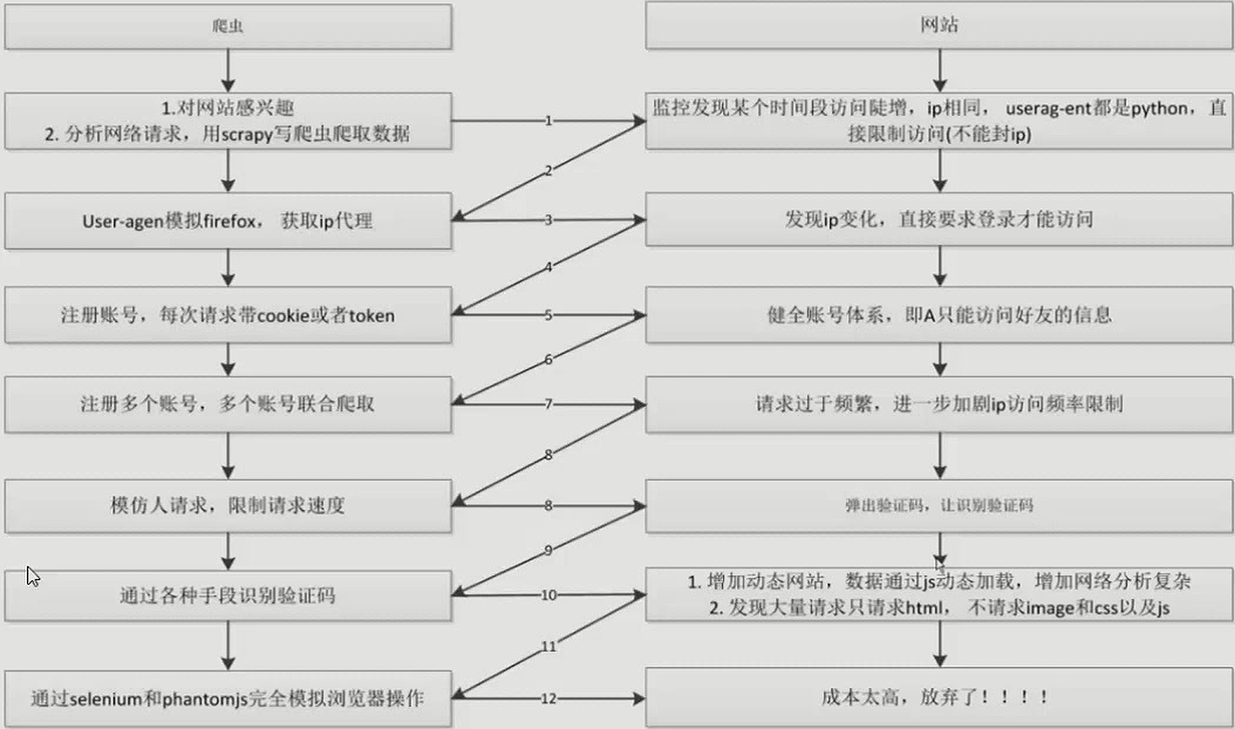 爬虫
网站
1.对网站感兴趣
2. 分析网络请求，用scrapy写爬虫爬取数据
1
监控发现某个时间段访问陡增，ip相同， userag-ent都是python，直
接限制访问(不能封ip)
2
User-agen模拟firefox， 获取ip代理
3
发现ip变化，直接要求登录才能访问
4
注册账号，每次请求带cookie或者token
5
健全账号体系，即A只能访问好友的信息
6
注册多个账号，多个账号联合爬取
7
请求过于频繁，进一步加剧ip访问频率限制
8
模仿人请求，限制请求速度
8
弹出验证码，让识别验证码
9
通过各种手段识别验证码
10
1. 增加动态网站，数据通过js动态加载，增加网络分析复杂
2. 发现大量请求只请求html， 不请求image和css以及js
11
通过selenium和phantomjs完全模拟浏览器操作
12
成本太高，放弃了！！！！